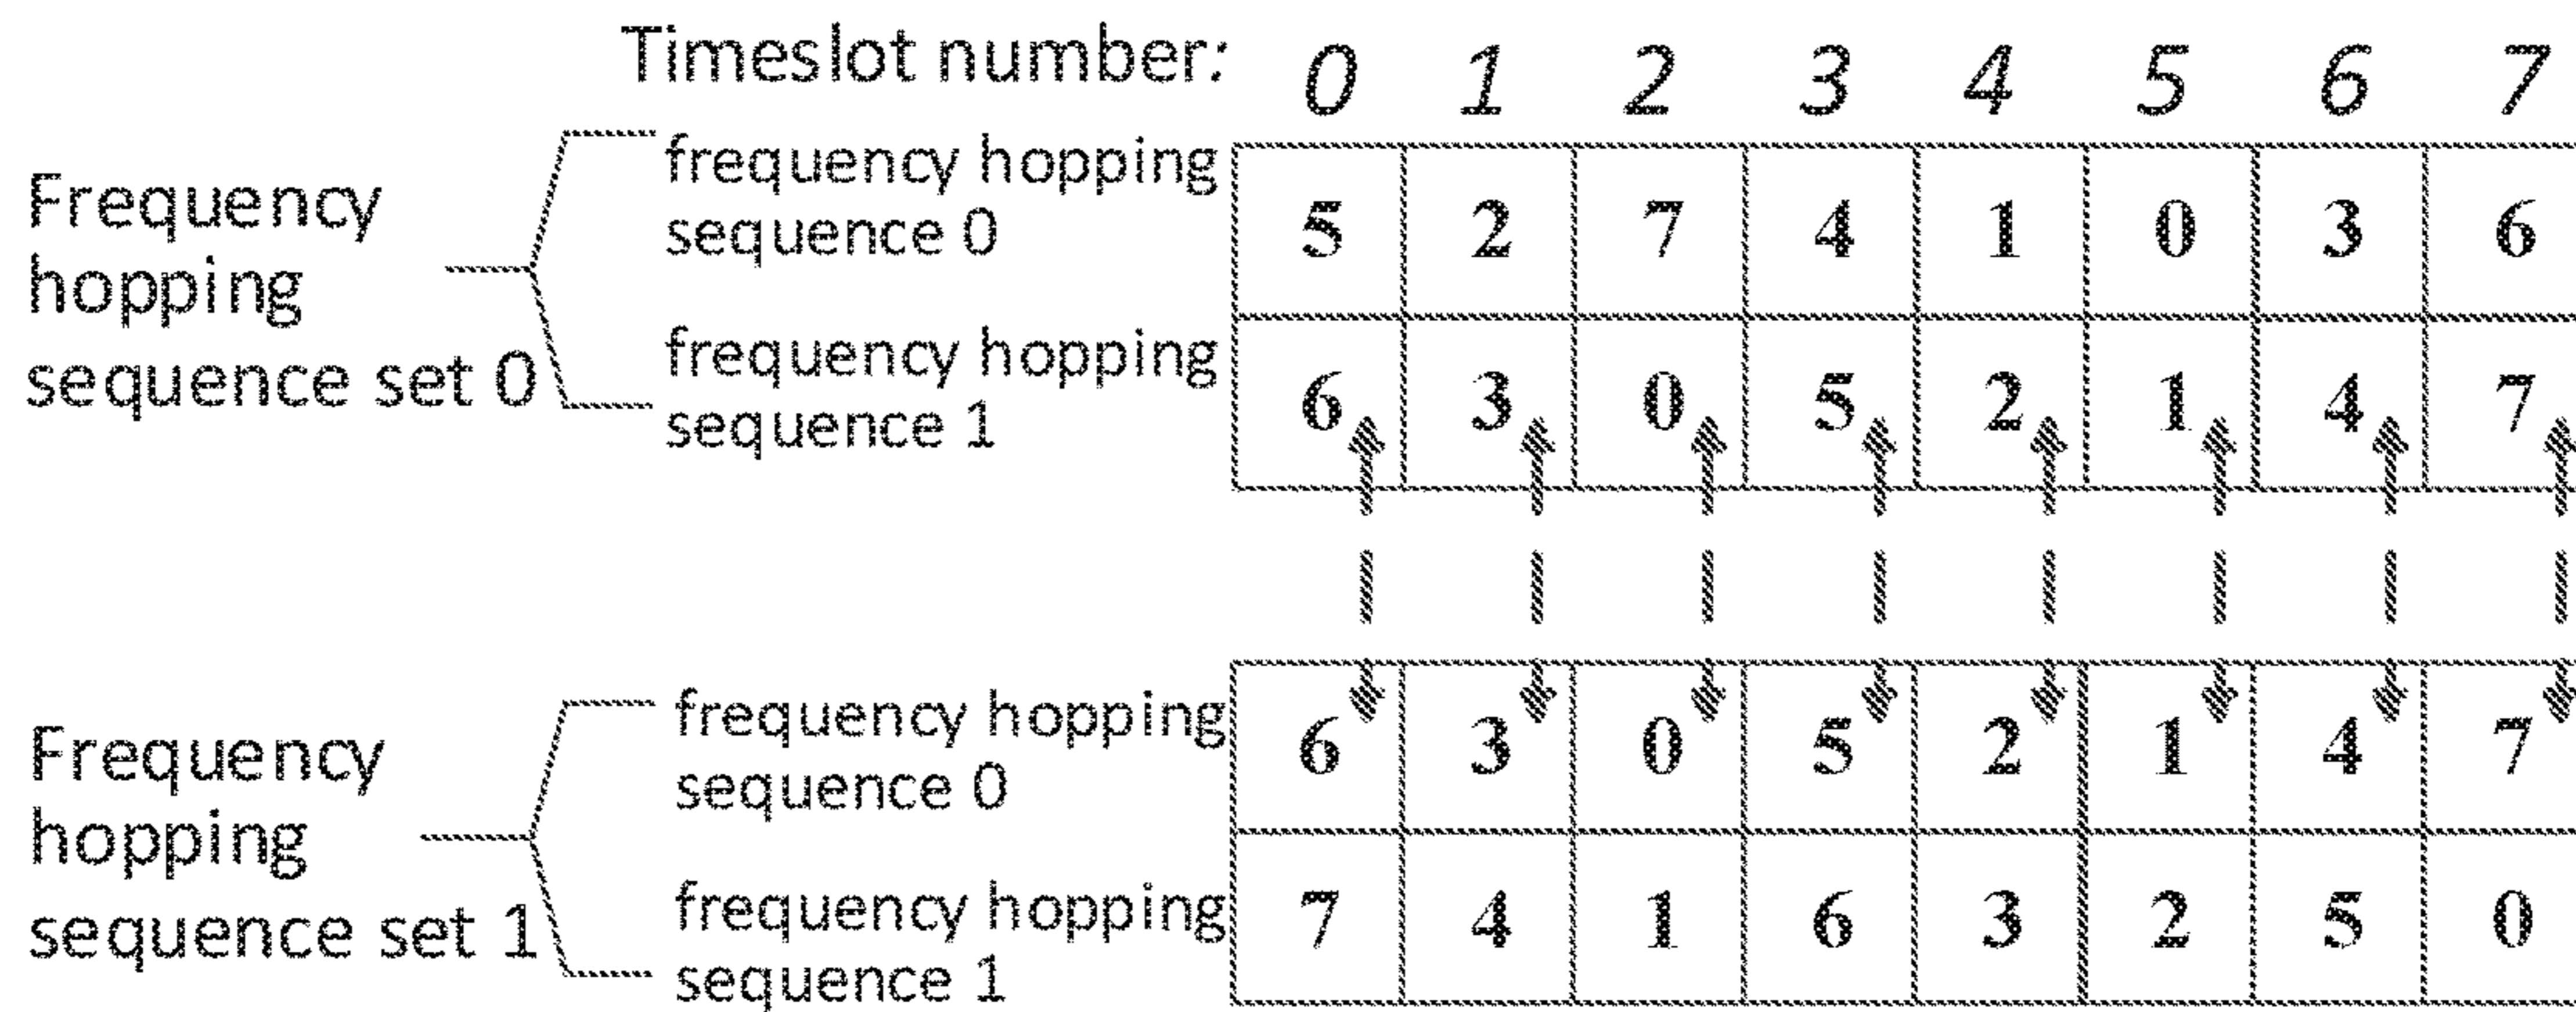 Timeslot number: 0 1 2 3 4 5 6 7
Frequency
hopping
sequence set 0
frequency hopping
sequence 0
5 2 7 4 1 0 3 6
frequency hopping
sequence 1
6 3 0 5 2 1 4 7
Frequency
hopping
sequence set 1
frequency hopping
sequence 0
6 3 0 5 2 1 4 7
frequency hopping
sequence 1
7 4 1 6 3 2 5 0